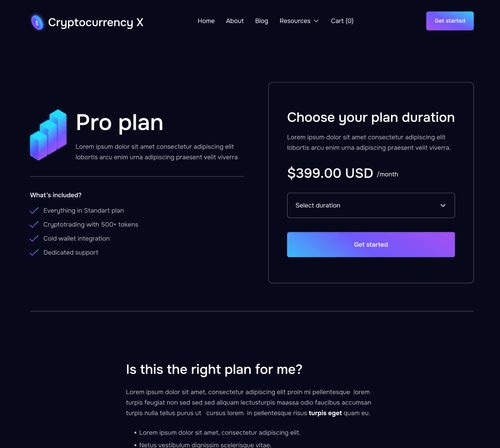 Cryptocurrency X
Home About Blog Resources Cart (0)
Get started
Pro plan
Lorem ipsum dolor sit amet consectetur adipiscing elit
lobortis arcu enim urna adipiscing praesent velit viverra
What's included?
Everything in Standart plan
Cryptotrading with 500+ tokens
Cold wallet integration
Dedicated support
Choose your plan duration
Lorem ipsum dolor sit amet consectetur adipiscing elit
lobortis arcu enim urna adipiscing praesent velit viverra.
$399.00 USD /month
Select duration
Get started
Is this the right plan for me?
Lorem ipsum dolor sit amet, consectetur adipiscing elit proin mi pellentesque lorem
turpis feugiat non sed sed sed aliquam lectusturpis maassa odio faucibus accumsan
turpis nulla tellus purus ut cursus lorem in pellentesque risus turpis eget quam eu.
• Lorem ipsum dolor sit amet, consectetur adipiscing elit.
• Netus vestibulum dignissim scelerisque vitae.